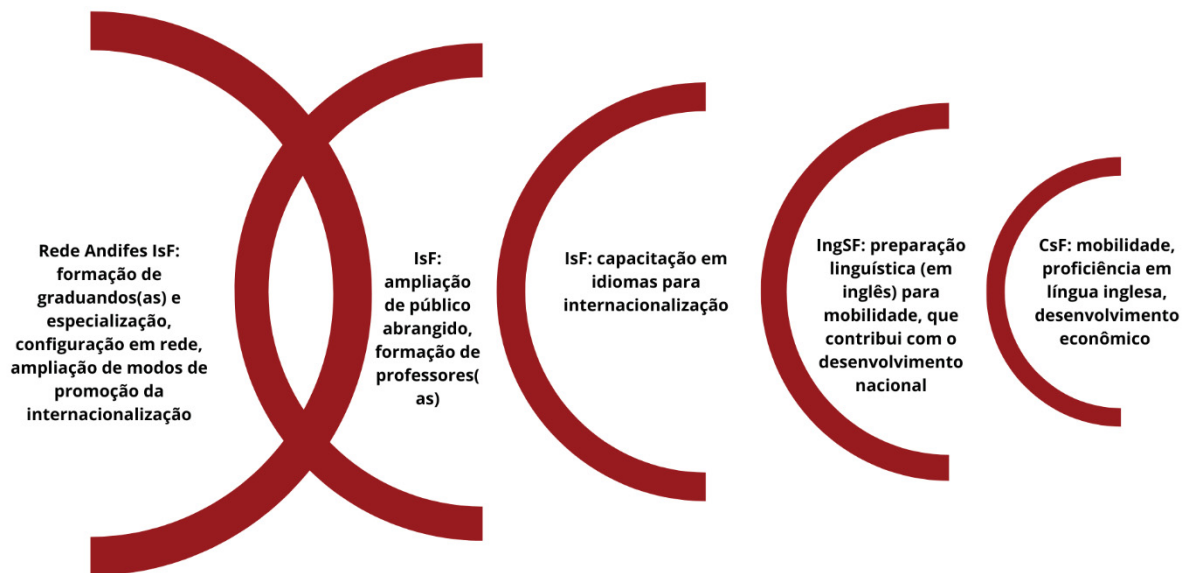 Rede Andifes IsF:
formação de
graduandos(as) e
especialização,
configuração em rede,
ampliação de modos de
promoção da
internacionalização
IsF:
ampliação
de público
abrangido,
formação de
professores(
as)
IsF: capacitação em
idiomas para
internacionalização
IngSF: preparação
linguística (em
inglês) para
mobilidade, que
contribui com o
desenvolvimento
nacional
CsF: mobilidade,
proficiência em
língua inglesa,
desenvolvimento
econômico